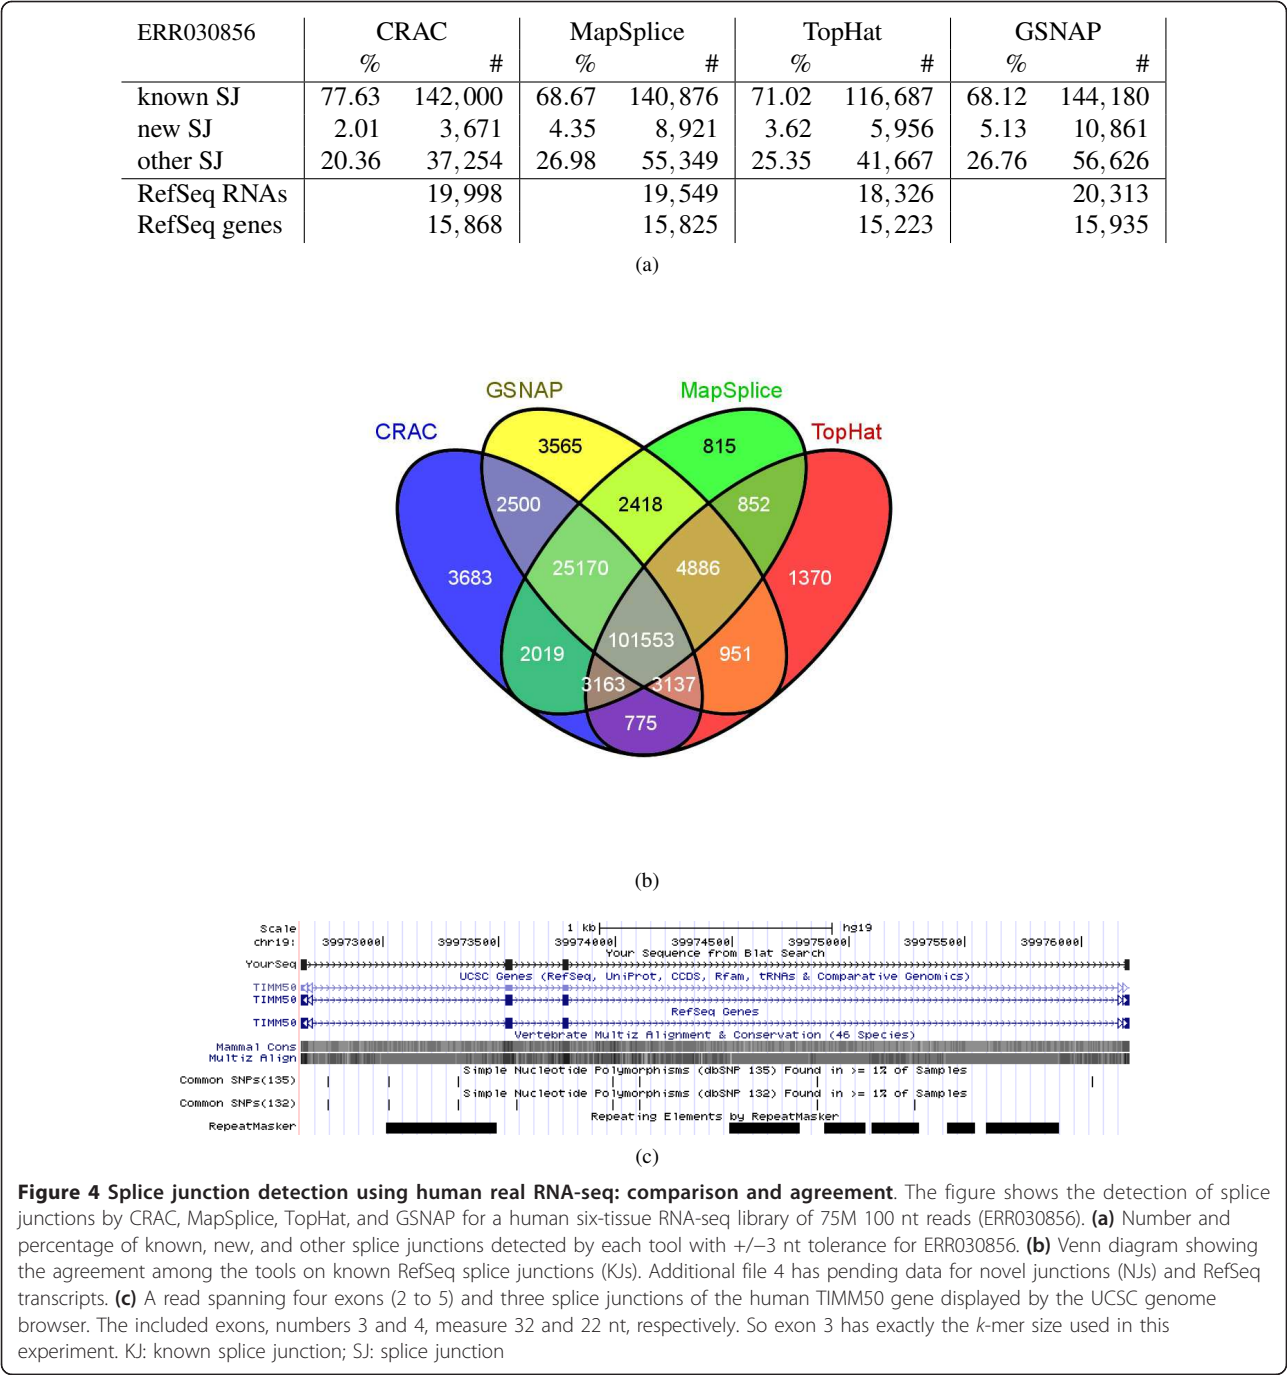 ERR030856 CRAC MapSplice TopHat GSNAP
% # % # % # % #
known SJ 77.63 142,000 68.67 140,876 71.02 116,687 68.12 144,180
new SJ 2.01 3,671 4.35 8,921 3.62 5,956 5.13 10,861
other SJ 20.36 37,254 26.98 55,349 25.35 41,667 26.76 56,626
RefSeq RNAs 19,998 19,549 18,326 20,313
RefSeq genes 15,868 15,825 15,223 15,935
(a)
GSNAP MapSplice
CRAC TopHat
3565 815
2500 2418 852
3683 25170 4886 1370
101553
2019 951
3163 3137
775
(b)
Scale 1 kb hg19
chr19: 39973000| 39973500| 39974000| 39974500| 39975000| 39975500| 39976000|
Your Sequence from Blat Search
YourSeq
UCSC Genes (RefSeq, UniProt, CCDS, Rfam, tRNAs & Comparative Genomics)
TIMM50
TIMM50
RefSeq Genes
TIMM50
Vertebrate Multiz Alignment & Conservation (46 Species)
Mammal Cons
Multiz Align
Simple Nucleotide Polymorphisms (dbSNP 135) Found in >= 1% of Samples
Common SNPs(135)
Simple Nucleotide Polymorphisms (dbSNP 132) Found in >= 1% of Samples
Common SNPs(132)
Repeating Elements by RepeatMasker
RepeatMasker
(c)
Figure 4 Splice junction detection using human real RNA-seq: comparison and agreement. The figure shows the detection of splice
junctions by CRAC, MapSplice, TopHat, and GSNAP for a human six-tissue RNA-seq library of 75M 100 nt reads (ERR030856). (a) Number and
percentage of known, new, and other splice junctions detected by each tool with +/−3 nt tolerance for ERR030856. (b) Venn diagram showing
the agreement among the tools on known RefSeq splice junctions (KJs). Additional file 4 has pending data for novel junctions (NJs) and RefSeq
transcripts. (c) A read spanning four exons (2 to 5) and three splice junctions of the human TIMM50 gene displayed by the UCSC genome
browser. The included exons, numbers 3 and 4, measure 32 and 22 nt, respectively. So exon 3 has exactly the k-mer size used in this
experiment. KJ: known splice junction; SJ: splice junction